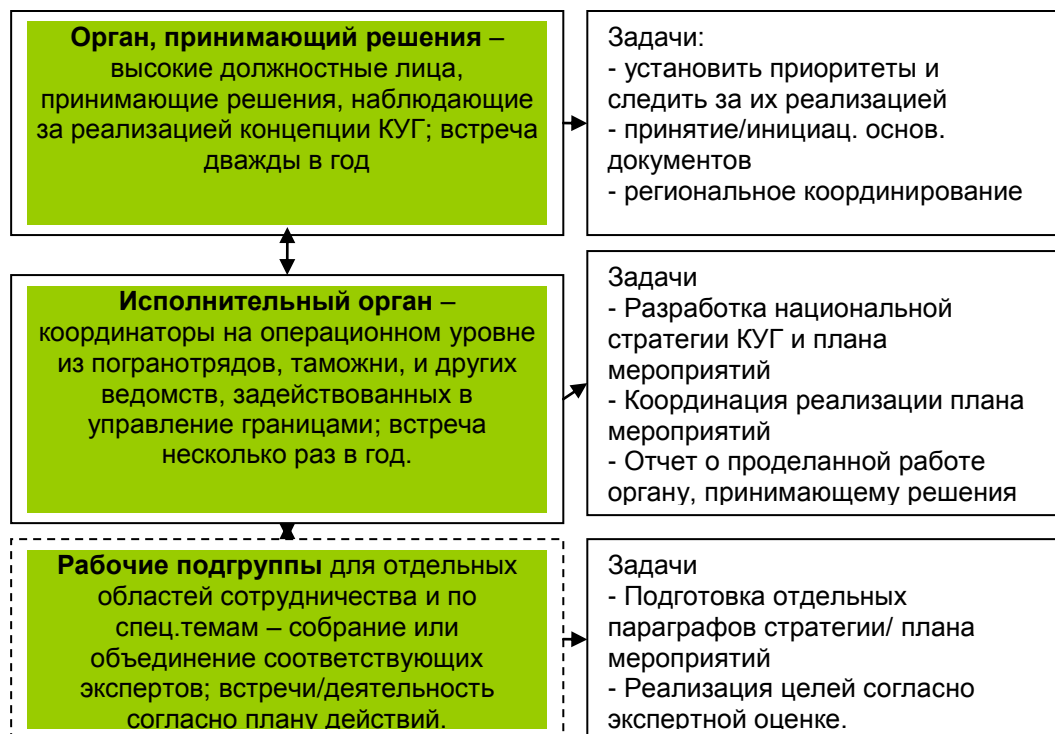 Орган, принимающий решения –
высокие должностные лица,
принимающие решения, наблюдающие
за реализацией концепции КУГ; встреча
дважды в год
Задачи:
- установить приоритеты и
следить за их реализацией
- принятие/инициац. основ.
документов
- региональное координирование
Исполнительный орган –
координаторы на операционном уровне
из погранотрядов, таможни, и других
ведомств, задействованных в
управление границами; встреча
несколько раз в год.
Задачи
- Разработка национальной
стратегии КУГ и плана
мероприятий
- Координация реализации плана
мероприятий
- Отчет о проделанной работе
органу, принимающему решения
Рабочие подгруппы для отдельных
областей сотрудничества и по
спец.темам – собрание или
объединение соответствующих
экспертов; встречи/деятельность
согласно плану действий.
Задачи
- Подготовка отдельных
параграфов стратегии/ плана
мероприятий
- Реализация целей согласно
экспертной оценке.